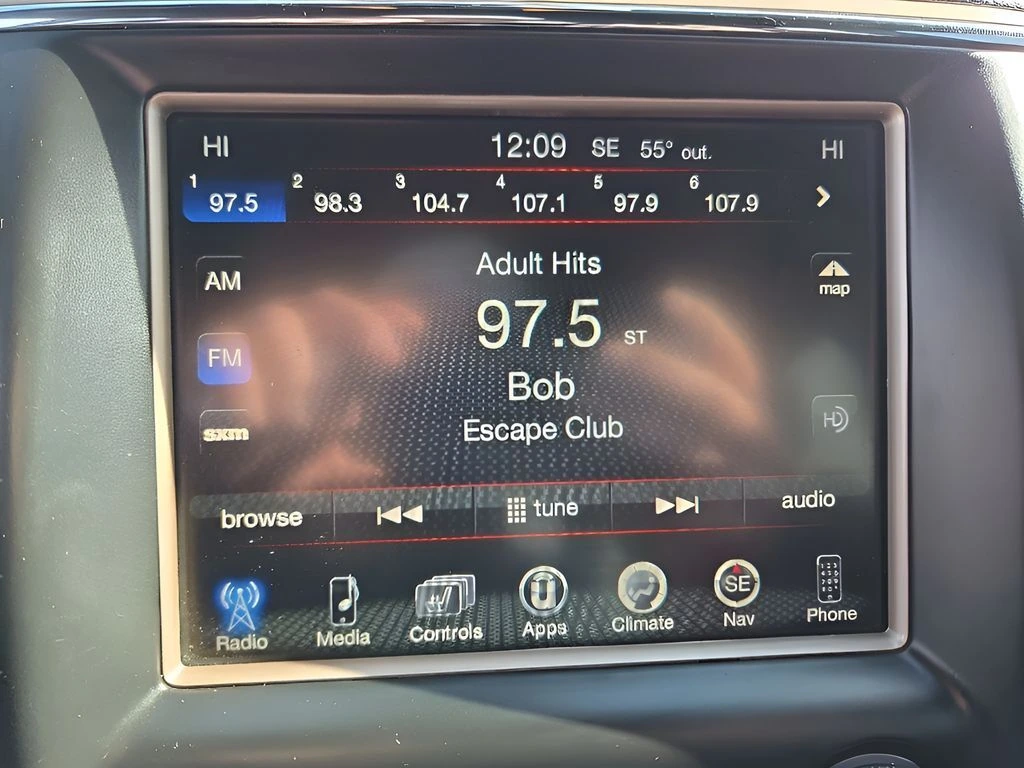 HI 12:09 SE 55° out. HI
1 2 3 4 5 6
97.5 98.3 104.7 107.1 97.9 107.9
Adult Hits
AM
map
97.5 ST
FM
Bob
HD
Escape Club
sxm
browse tune audio
Radio Media Controls Apps Climate SE Nav Phone